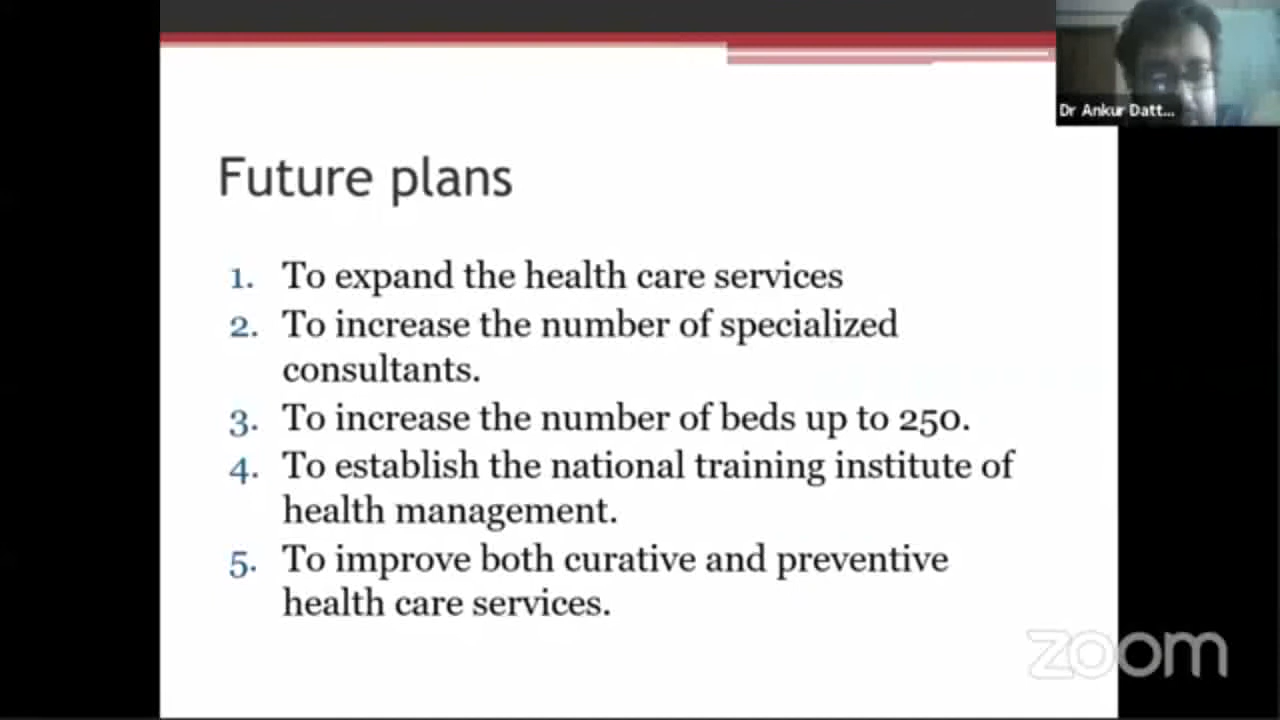 Dr Ankur Datt...
Future plans
1. To expand the health care services
2. To increase the number of specialized
consultants.
3. To increase the number of beds up to 250.
4. To establish the national training institute of
health management.
5. To improve both curative and preventive
health care services.
zoom